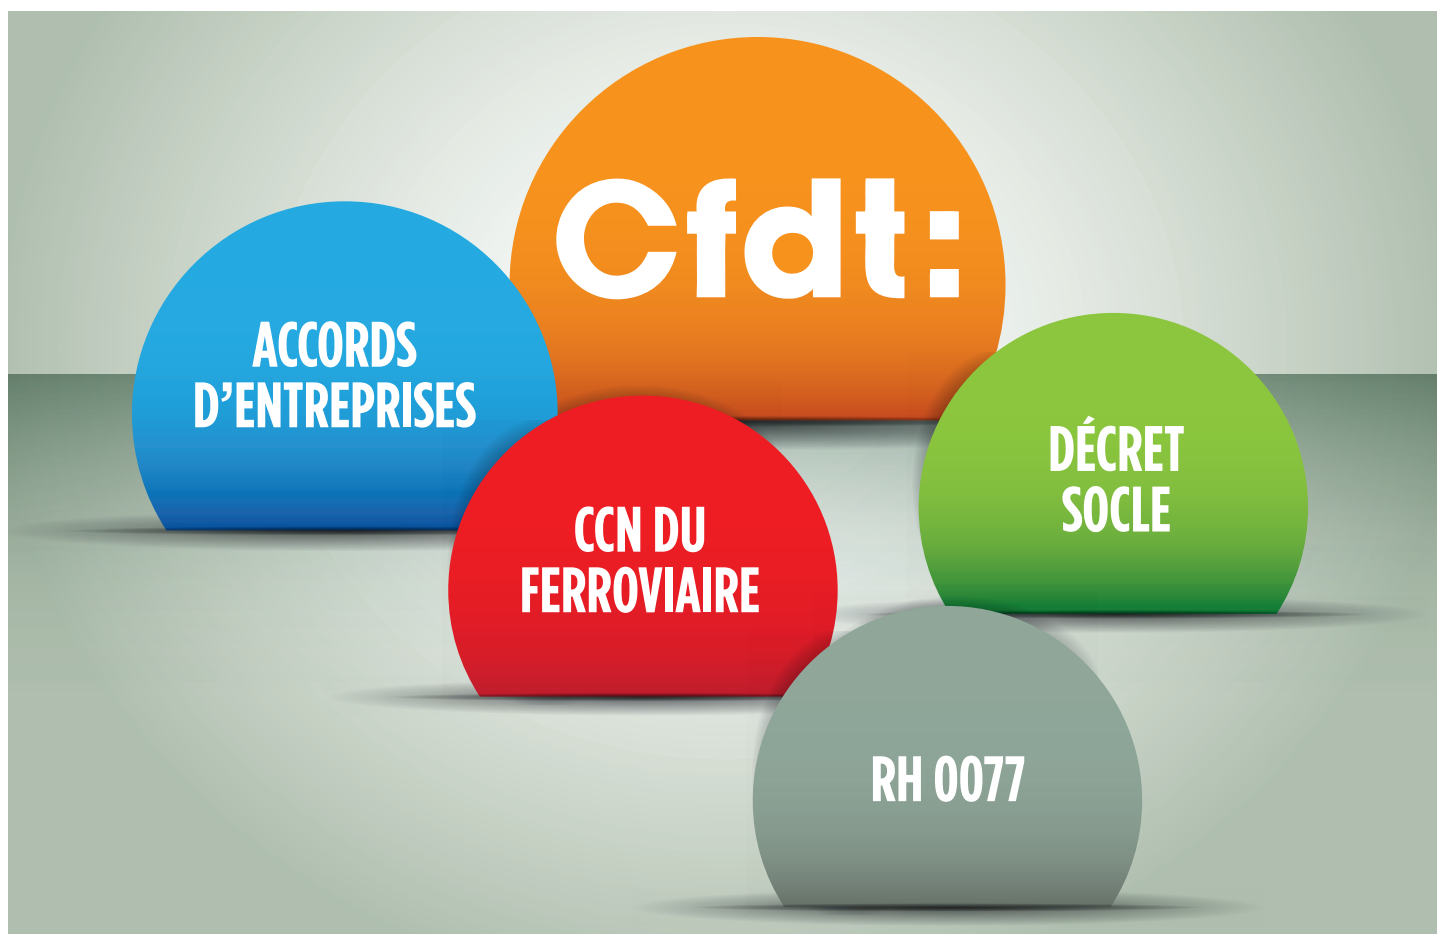 Cfdt:
ACCORDS
D’ENTREPRISES
DÉCRET
SOCLE
CCN DU
FERROVIAIRE
RH 0077